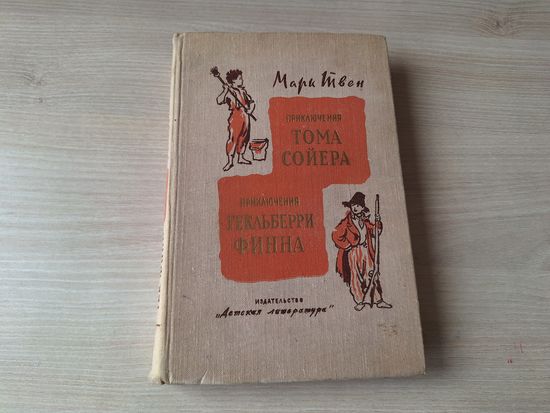 Марк Твен
ПРИКЛЮЧЕНИЯ
ТОМА
СОЙЕРА
ПРИКЛЮЧЕНИЯ
ГЕКЛЬБЕРРИ
ФИННА
ИЗДАТЕЛЬСТВО
„Детская литература"